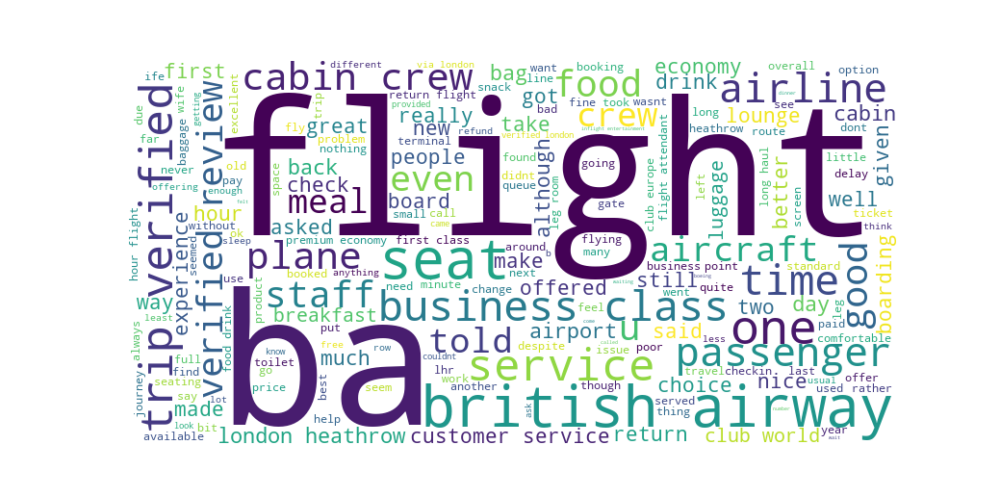 different
via london
want
booking
economy
overall
option
ife
first
cabin crew
bag
line
food
drink
airline
return flight
snack
got
fine took
wasnt
long
see
cabin
due
trip verified
verified review
wife
getting
excellent
trip
fly
problem
great
really
provided
new
refund
bad
take
crew
verified london
inflight entertainment
heathrow
route
lounge
dont
given
far
never
baggage
nothing
terminal
people
found
didnt
queue
although
going
little
delay
well
old
pay
enough
space
back
check
meal
even
board
leg room
gate
club europe
flight attendant
left
luggage
long haul
better
screen
offering
hour
without
ok
felt
flight
small
call
came
flying
many
ticket
think
hour flight
experience
seemed
sleep
asked
premium economy
first class
around
make
plane
seat
aircraft
time
good
boarding
way
least
use
booked
anything
product
need
minute
change
next
offered
still
business
point
went
quite
standard
leg
staff
business class
feel
u
two
day
paid
comfortable
breakfast
put
told
airport
said
one
less
always
journey
full
seating
find
say
food drink
know
toilet
row
free
much
couldnt
despite
issue
poor
called
passenger
go
price
seem
best
lhr
work
another
service
though
choice
travel
nice
checkin
last
usual
offer
used
rather
ba
british airway
made
lot
look
bit
help
ask
served
thing
number
year
wait
available
london heathrow
customer service
return
club world